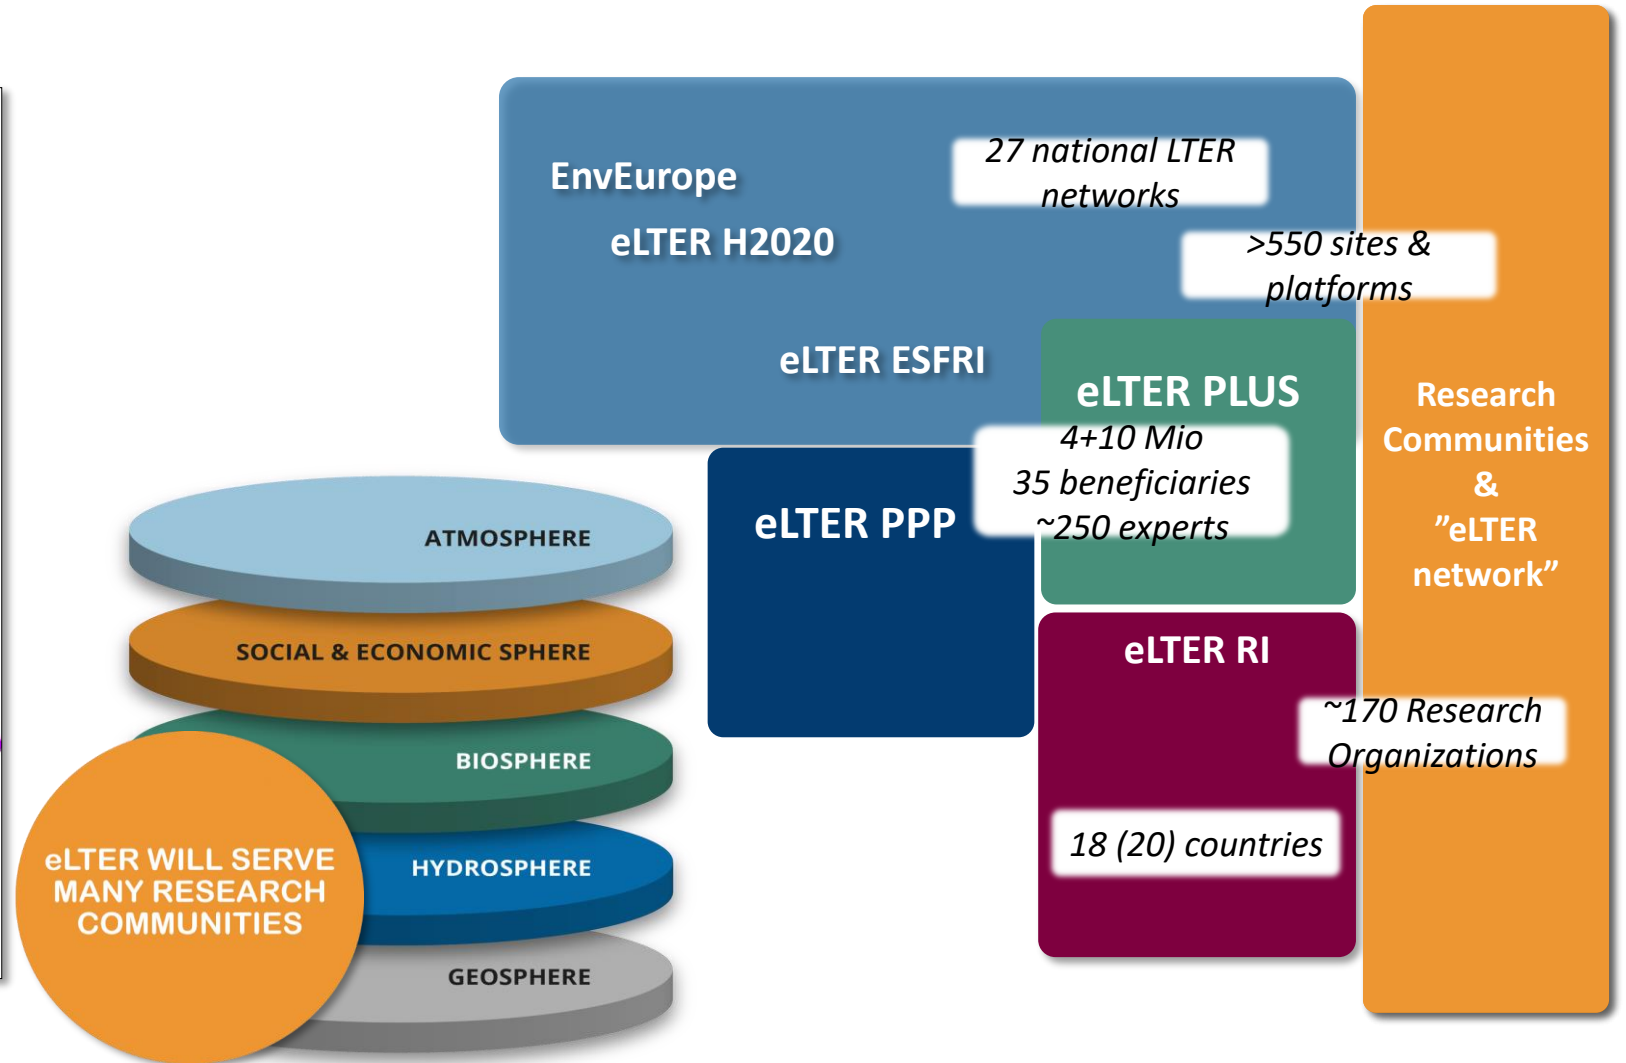 EnvEurope
27 national LTER
networks
eLTER H2020
>550 sites &
platforms
eLTER ESFRI
eLTER PLUS
4+10 Mio
35 beneficiaries
~250 experts
eLTER PPP
Research
Communities
&
”eLTER
network”
eLTER RI
~170 Research
Organizations
18 (20) countries
ATMOSPHERE
SOCIAL & ECONOMIC SPHERE
BIOSPHERE
HYDROSPHERE
GEOSPHERE
eLTER WILL SERVE
MANY RESEARCH
COMMUNITIES